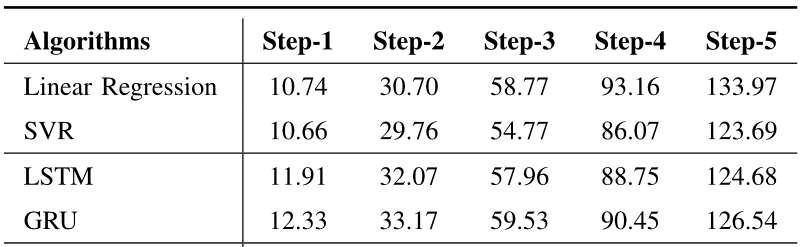 Algorithms Step-1 Step-2 Step-3 Step-4 Step-5
Linear Regression 10.74 30.70 58.77 93.16 133.97
SVR 10.66 29.76 54.77 86.07 123.69
LSTM 11.91 32.07 57.96 88.75 124.68
GRU 12.33 33.17 59.53 90.45 126.54